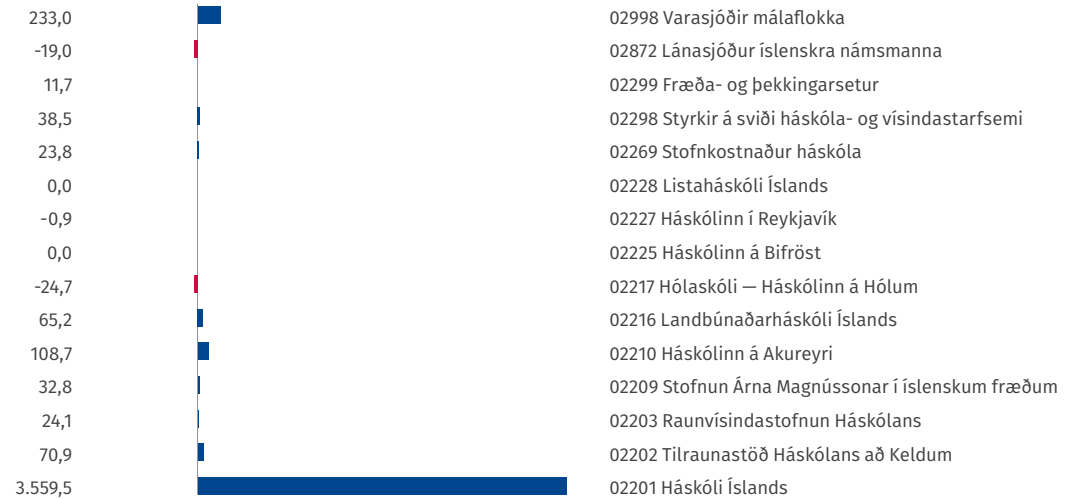 233,0 02998 Varasjóðir málaflokka
-19,0 02872 Lánasjóður íslenskra námsmanna
11,7 02299 Fræða- og þekkingarsetur
38,5 02298 Styrkir á sviði háskóla- og vísindastarfsemi
23,8 02269 Stofnkostnaður háskóla
0,0 02228 Listaháskóli Íslands
-0,9 02227 Háskólinn í Reykjavík
0,0 02225 Háskólinn á Bifröst
-24,7 02217 Hólaskóli — Háskólinn á Hólum
65,2 02216 Landbúnaðarháskóli Íslands
108,7 02210 Háskólinn á Akureyri
32,8 02209 Stofnun Árna Magnússonar í íslenskum fræðum
24,1 02203 Raunvísindastofnun Háskólans
70,9 02202 Tilraunastöð Háskólans að Keldum
3.559,5 02201 Háskóli Íslands